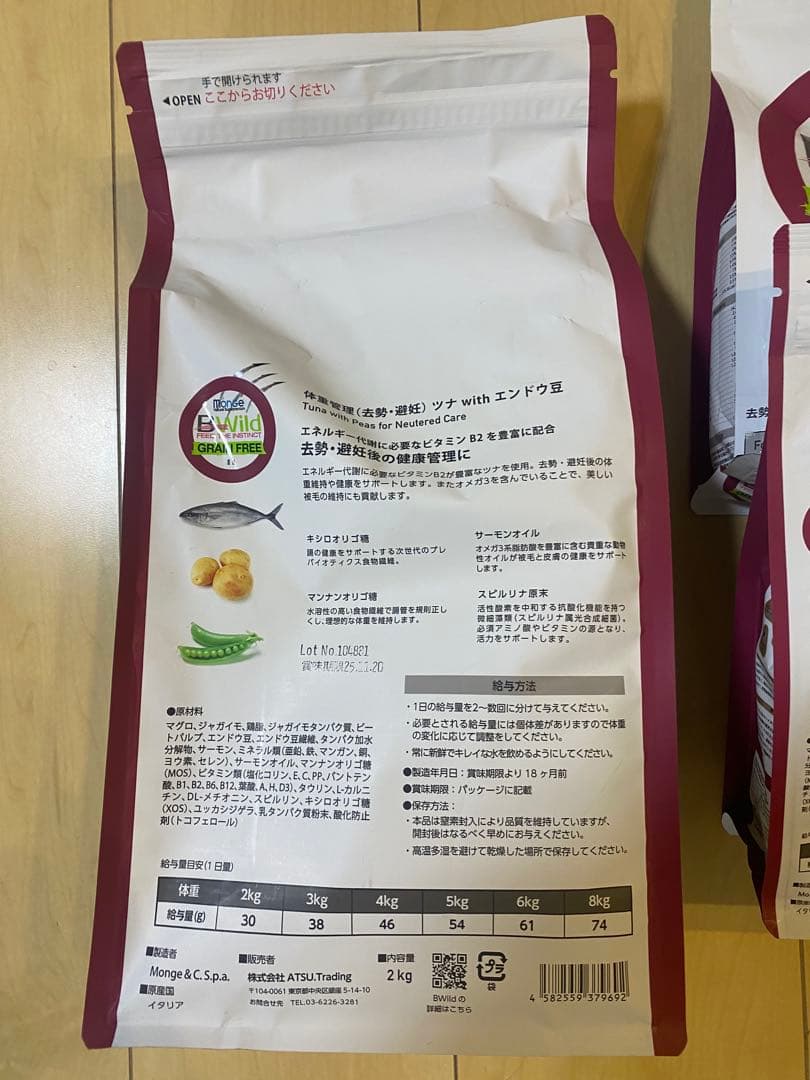 手で開けられます
◀OPEN ここからお切りください
monge
BWild
FEED THE INSTINCT
GRAIN FREE
体重管理(去勢・避妊) ツナ with エンドウ豆
Tuna with Peas for Neutered Care
エネルギー代謝に必要なビタミン B2 を豊富に配合
去勢・避妊後の健康管理に
エネルギー代謝に必要なビタミンB2が豊富なツナを使用。去勢・避妊後の体
重維持や健康をサポートします。またオメガ3を含んでいることで、美しい
被毛の維持にも貢献します。
キシロオリゴ糖
腸の健康をサポートする次世代のプレ
バイオティクス食物繊維。
サーモンオイル
オメガ3系脂肪酸を豊富に含む貴重な動物
性オイルが被毛と皮膚の健康をサポート
します。
マンナンオリゴ糖
水溶性の高い食物繊維で腸管を規則正し
くし、理想的な体重を維持します。
スピルリナ原末
活性酸素を中和する抗酸化機能を持つ
微細藻類(スピルリナ属光合成細菌)。
必須アミノ酸やビタミンの源となり、
活力をサポートします。
Lot No.104881
賞味期限25.11.20
●原材料
マグロ、ジャガイモ、鶏脂、ジャガイモタンパク質、ビー
トパルプ、エンドウ豆、エンドウ豆繊維、タンパク加水
分解物、サーモン、ミネラル類(亜鉛、鉄、マンガン、銅、
ヨウ素、セレン)、サーモンオイル、マンナンオリゴ糖
(MOS)、ビタミン類(塩化コリン、E、C、PP、パントテン
酸、B1、B2、B6、B12、葉酸、A、H、D3)、タウリン、L-カルニ
チン、DL-メチオニン、スピルリン、キシロオリゴ糖
(XOS)、ユッカシジゲラ、乳タンパク質粉末、酸化防止
剤(トコフェロール)
給与方法
・1日の給与量を2〜数回に分けて与えてください。
・必要とされる給与量には個体差がありますので体重
の変化に応じて調整をしてください。
・常に新鮮でキレイな水を飲めるようにしてください。
●製造年月日：賞味期限より 18 ヶ月前
●賞味期限：パッケージに記載
●保存方法：
・本品は窒素封入により品質を維持していますが、
開封後はなるべく早めにお与えください。
・高温多湿を避けて乾燥した場所で保存してください。
給与量目安(1日量)
体重 2kg 3kg 4kg 5kg 6kg 8kg
給与量(g) 30 38 46 54 61 74
■製造者
Monge & C. S.p.a.
■原産国
イタリア
■販売者
株式会社 ATSU.Trading
〒104-0061 東京都中央区銀座 5-14-10
お問合せ先 TEL.03-6226-3281
■内容量
2 kg
BWild の
詳細はこちら
プラ
袋
4 582559 379692
去勢